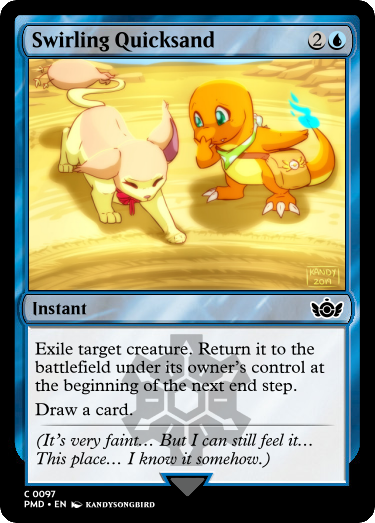 Swirling Quicksand 2
KANDY
2019
Instant
Exile target creature. Return it to the
battlefield under its owner's control at
the beginning of the next end step.
Draw a card.
(It's very faint... But I can still feel it...
This place... I know it somehow.)
C 0097
PMD • EN KANDYSONGBIRD